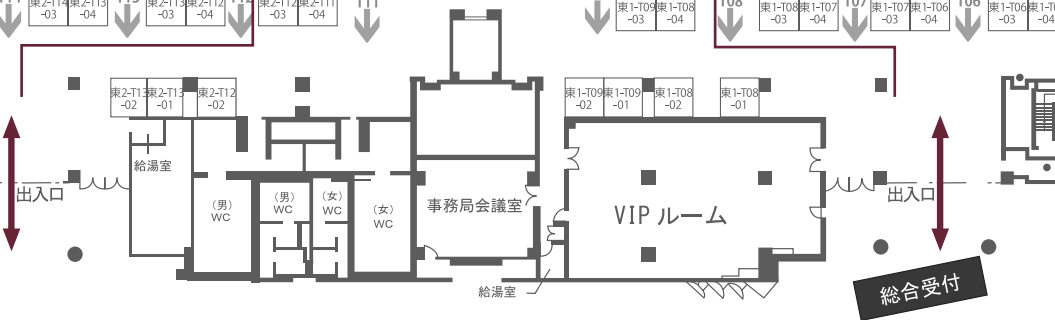 東2-T13
-03
東2-T13
-04
東2-T12
-03
東2-T12
-04
東2-T11
-03
東2-T11
-04
T11
東1-T09
-03
東1-T08
-04
T08
東1-T08
-03
東1-T07
-04
T07
東1-T07
-03
東1-T06
-04
T06
東1-T06
-03
東2-T13
-02
東2-T13
-01
東2-T12
-02
東1-T09
-02
東1-T09
-01
東1-T08
-02
東1-T08
-01
給湯室
出入口
(男)
WC
(男)
WC
(女)
WC
(女)
WC
事務局会議室
VIP ルーム
出入口
給湯室
総合受付